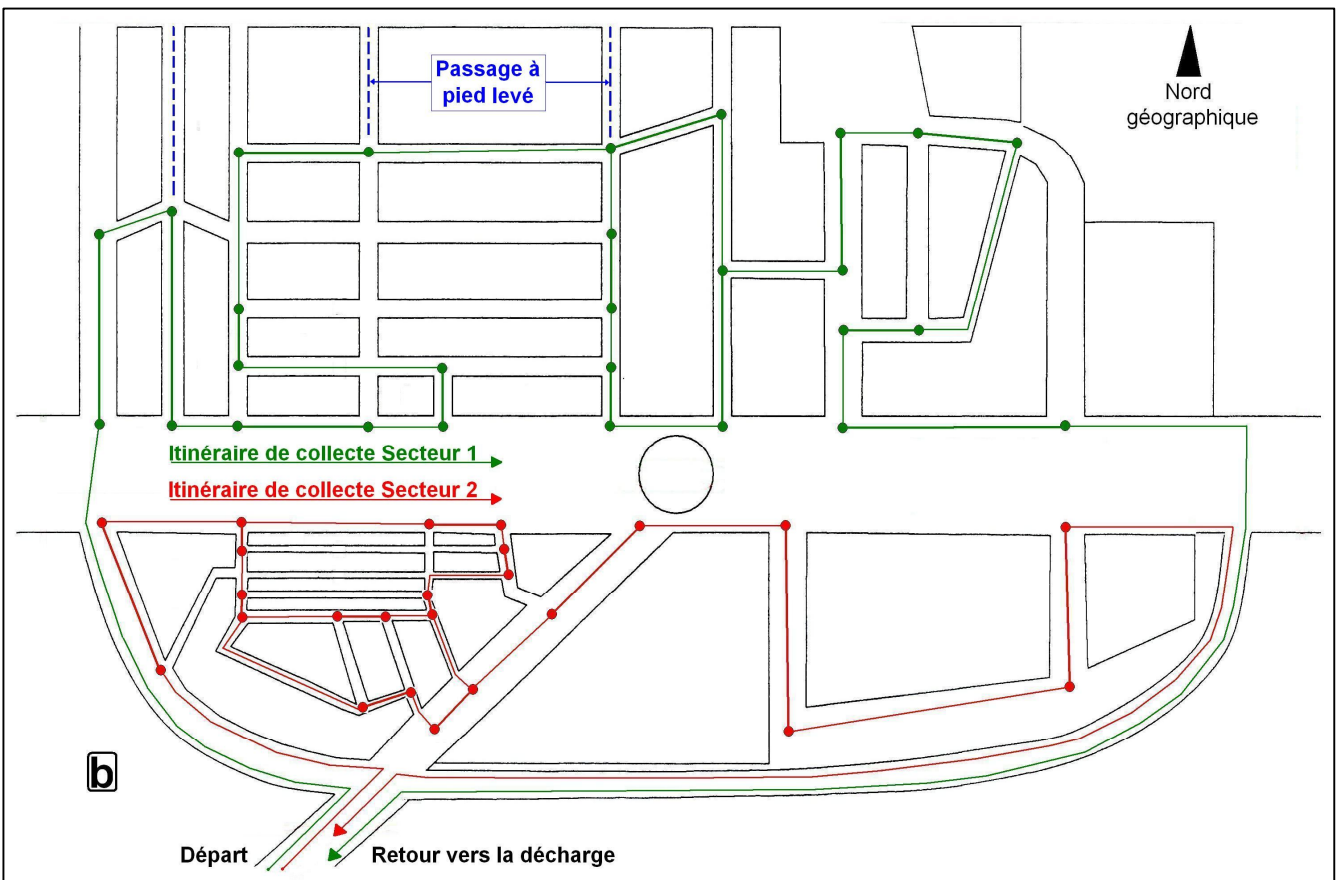 Passage à
pied levé
Nord
géographique
Itinéraire de collecte Secteur 1
Itinéraire de collecte Secteur 2
b
Départ
Retour vers la décharge